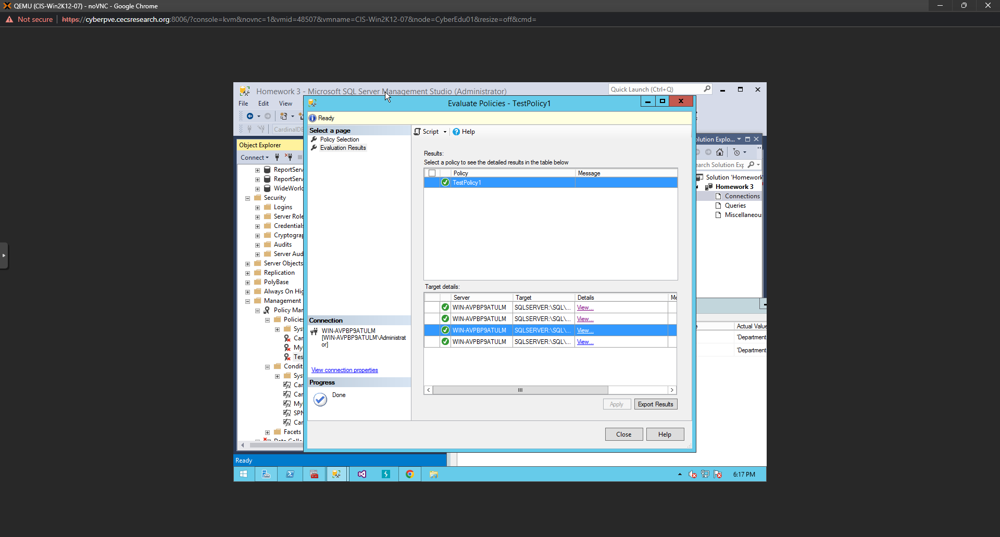 QEMU (CIS-Win2K12-07) - noVNC - Google Chrome
Not secure https://cyberpve.cecsresearch.org:8006/?console=kvm&novnc=1&vmid=48507&vmname=CIS-Win2K12-07&node=CyberEdu01&resize=off&cmd=
Homework 3 - Microsoft SQL Server Management Studio (Administrator)
Quick Launch (Ctrl+Q)
File Edit View
Evaluate Policies - TestPolicy1
CardinalDB
Ready
Select a page
Policy Selection
Evaluation Results
Script Help
Object Explorer
Connect
ReportServ
ReportServ
WideWorld
Security
Logins
Server Role
Credentials
Cryptograp
Audits
Server Aud
Server Objects
Replication
PolyBase
Always On Hig
Management
Policy Man
Policies
Sys
Car
My
Tes
Condit
Sys
Car
Car
My
SPN
Car
Facets
Results:
Select a policy to see the detailed results in the table below
Policy Message
TestPolicy1
Target details:
Server Target Details Me
WIN-AVPBP9ATULM SQLSERVER:\SQL\... View...
WIN-AVPBP9ATULM SQLSERVER:\SQL\... View...
WIN-AVPBP9ATULM SQLSERVER:\SQL\... View...
WIN-AVPBP9ATULM SQLSERVER:\SQL\... View...
Connection
WIN-AVPBP9ATULM
[WIN-AVPBP9ATULM\Administrat
or]
View connection properties
Progress
Done
Apply Export Results
Close Help
olution Explo...
earch Solution Exp
Solution 'Homework
Homework 3
Connections
Queries
Miscellaneou
Actual Value
'Department
'Department
Ready
6:17 PM